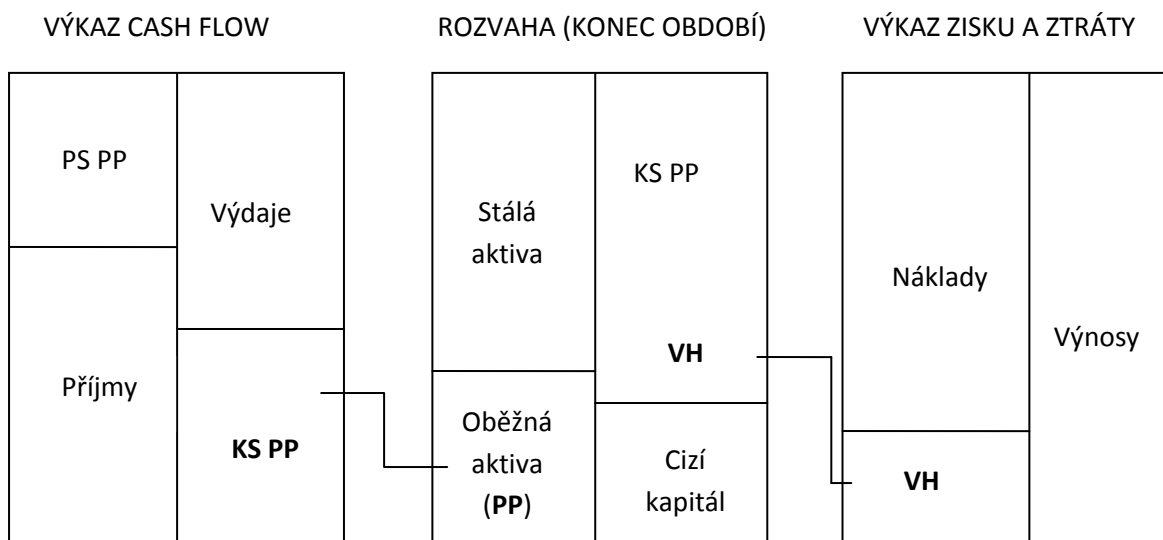 VÝKAZ CASH FLOW
PS PP
Výdaje
Příjmy
KS PP
ROZVAHA (KONEC OBDOBÍ)
Stálá
aktiva
KS PP
VH
Oběžná
aktiva
(PP)
Cizí
kapitál
VÝKAZ ZISKU A ZTRÁTY
Náklady
Výnosy
VH